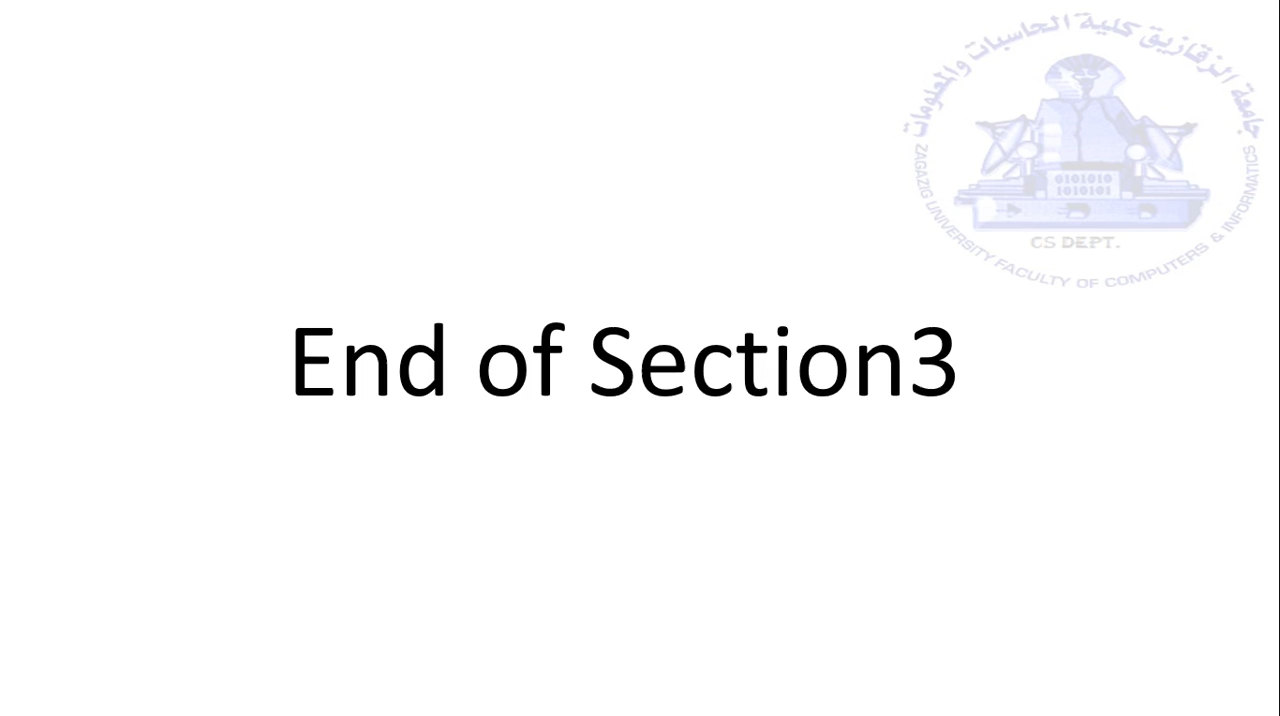 جامعة الزقازيق كلية الحاسبات والمعلومات
0101010
1010101
CS DEPT.
ZAGAZIG UNIVERSITY FACULTY OF COMPUTERS & INFORMATICS
End of Section3